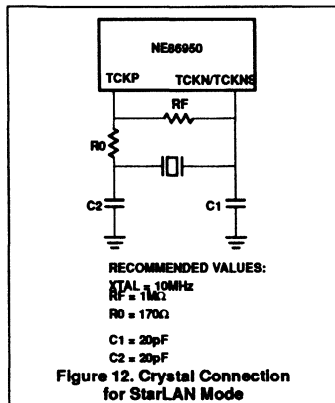 NE86950
TCKP TCKN/TCKNS
RF
R0
C2 C1
RECOMMENDED VALUES:
XTAL = 10MHz
RF = 1MΩ
R0 = 170Ω
C1 = 20pF
C2 = 20pF
Figure 12. Crystal Connection
for StarLAN Mode